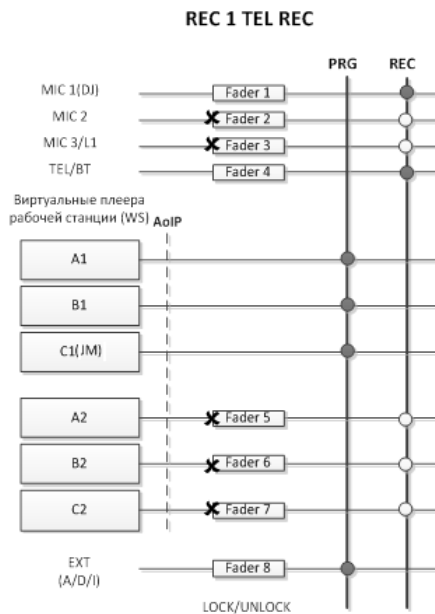 REC 1 TEL REC
PRG REC
MIC 1(DJ) Fader 1
MIC 2 Fader 2
MIC 3/L1 Fader 3
TEL/BT Fader 4
Виртуальные плеера
рабочей станции (WS) AoIP
A1
B1
C1(JM)
A2 Fader 5
B2 Fader 6
C2 Fader 7
EXT Fader 8
(A/D/I)
LOCK/UNLOCK